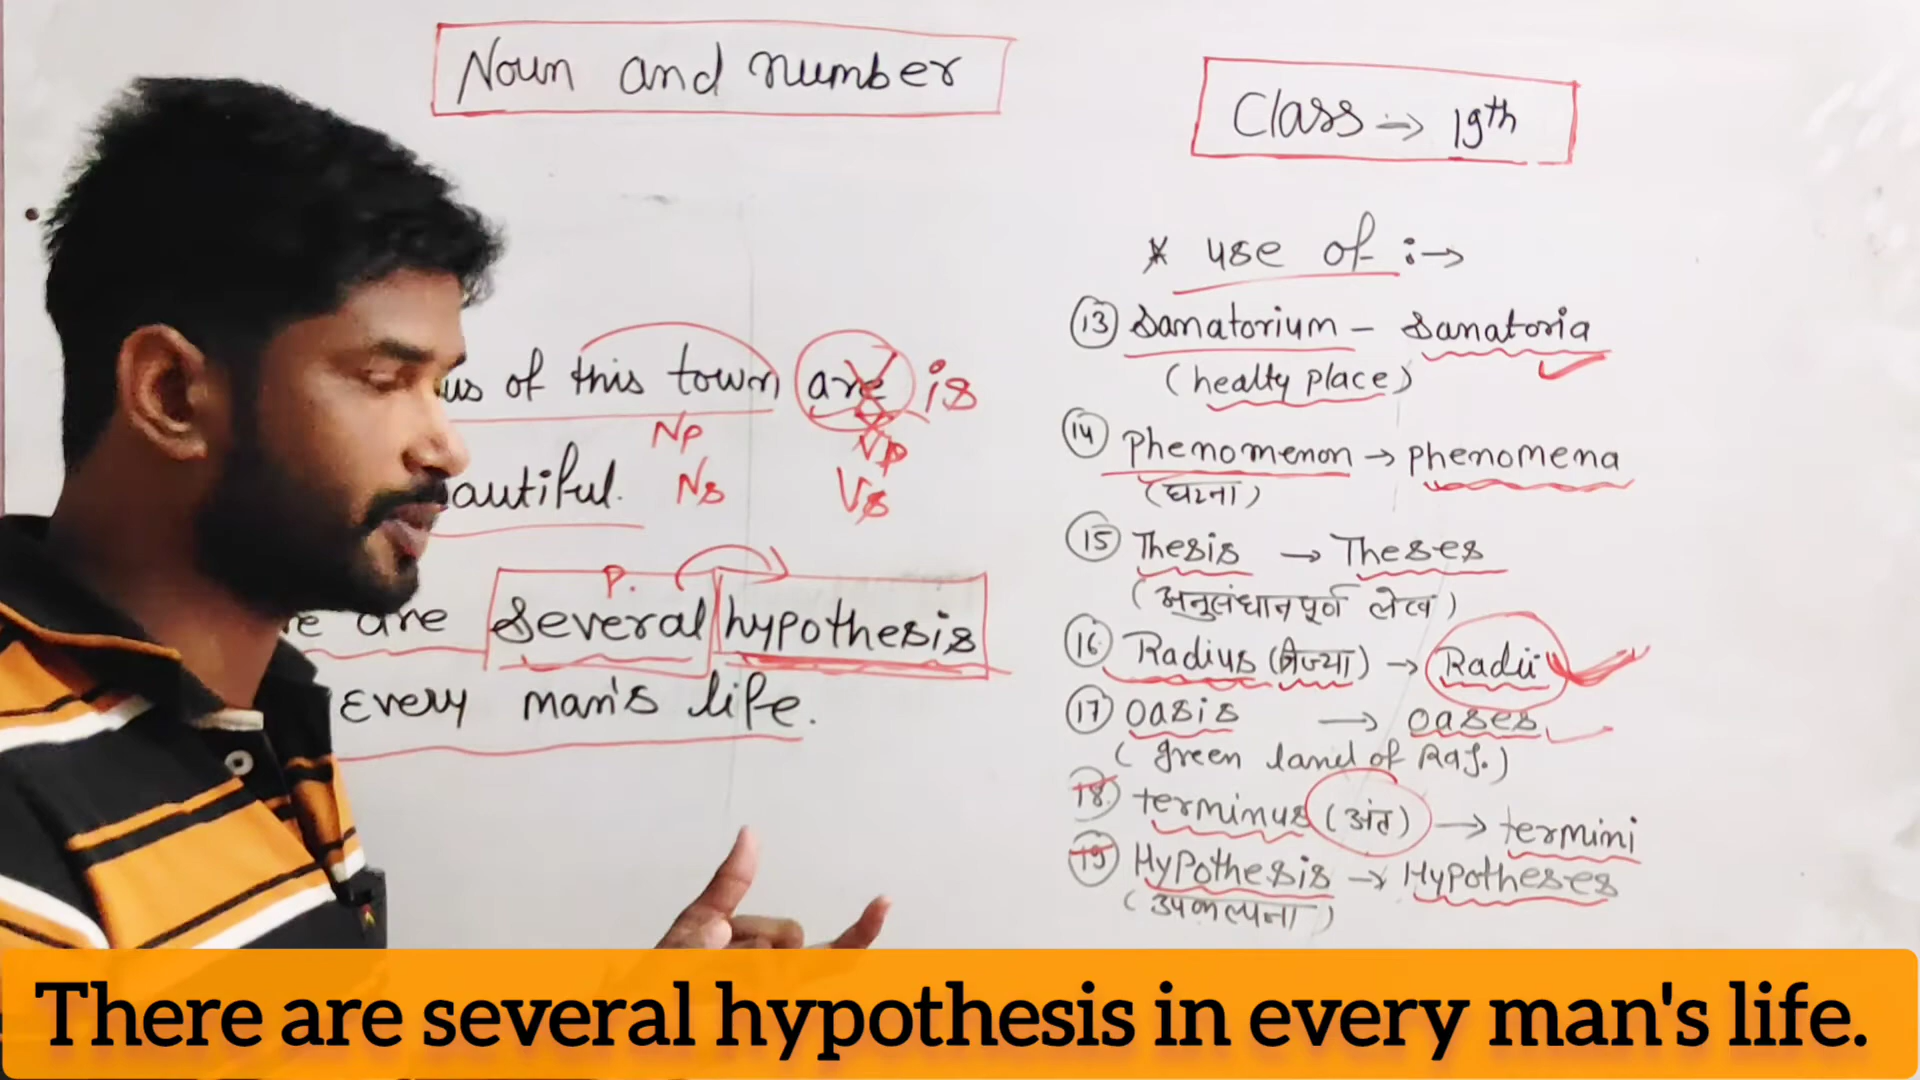 Noun and number
Class → 19th
* use of :→
us of this town are is
Np Vp
autiful. Ns Vs
P.
e are several hypothesis
every man's life.
(13) Sanatorium - Sanatoria
(healty place)
(14) Phenomenon → phenomena
(घटना)
(15) Thesis → Theses
(अनुसंधानपूर्ण लेख)
(16) Radius (त्रिज्या) → Radii
(17) oasis → oases
(green land of Raj.)
(18) terminus (अंत) → termini
(19) Hypothesis → Hypotheses
(उपकल्पना)
There are several hypothesis in every man's life.